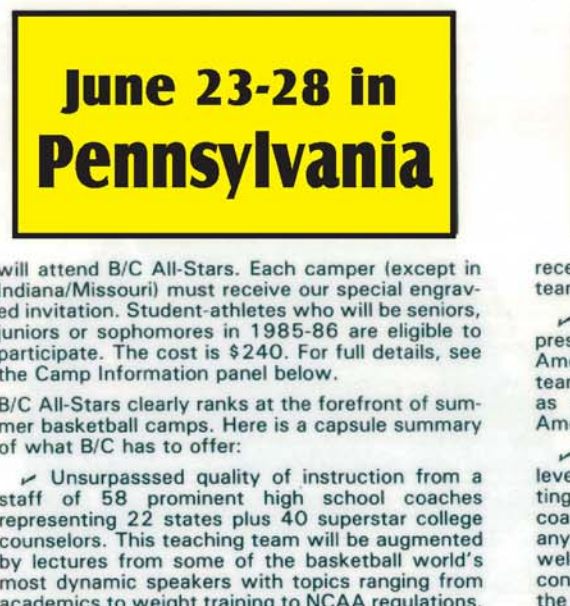 June 23-28 in
Pennsylvania
will attend B/C All-Stars. Each camper (except in
Indiana/Missouri) must receive our special engrav-
ed invitation. Student-athletes who will be seniors,
juniors or sophomores in 1985-86 are eligible to
participate. The cost is $240. For full details, see
the Camp Information panel below.
B/C All-Stars clearly ranks at the forefront of sum-
mer basketball camps. Here is a capsule summary
of what B/C has to offer:
✓ Unsurpasssed quality of instruction from a
staff of 58 prominent high school coaches
representing 22 states plus 40 superstar college
counselors. This teaching team will be augmented
by lectures from some of the basketball world's
most dynamic speakers with topics ranging from
academics to weight training to NCAA regulations.